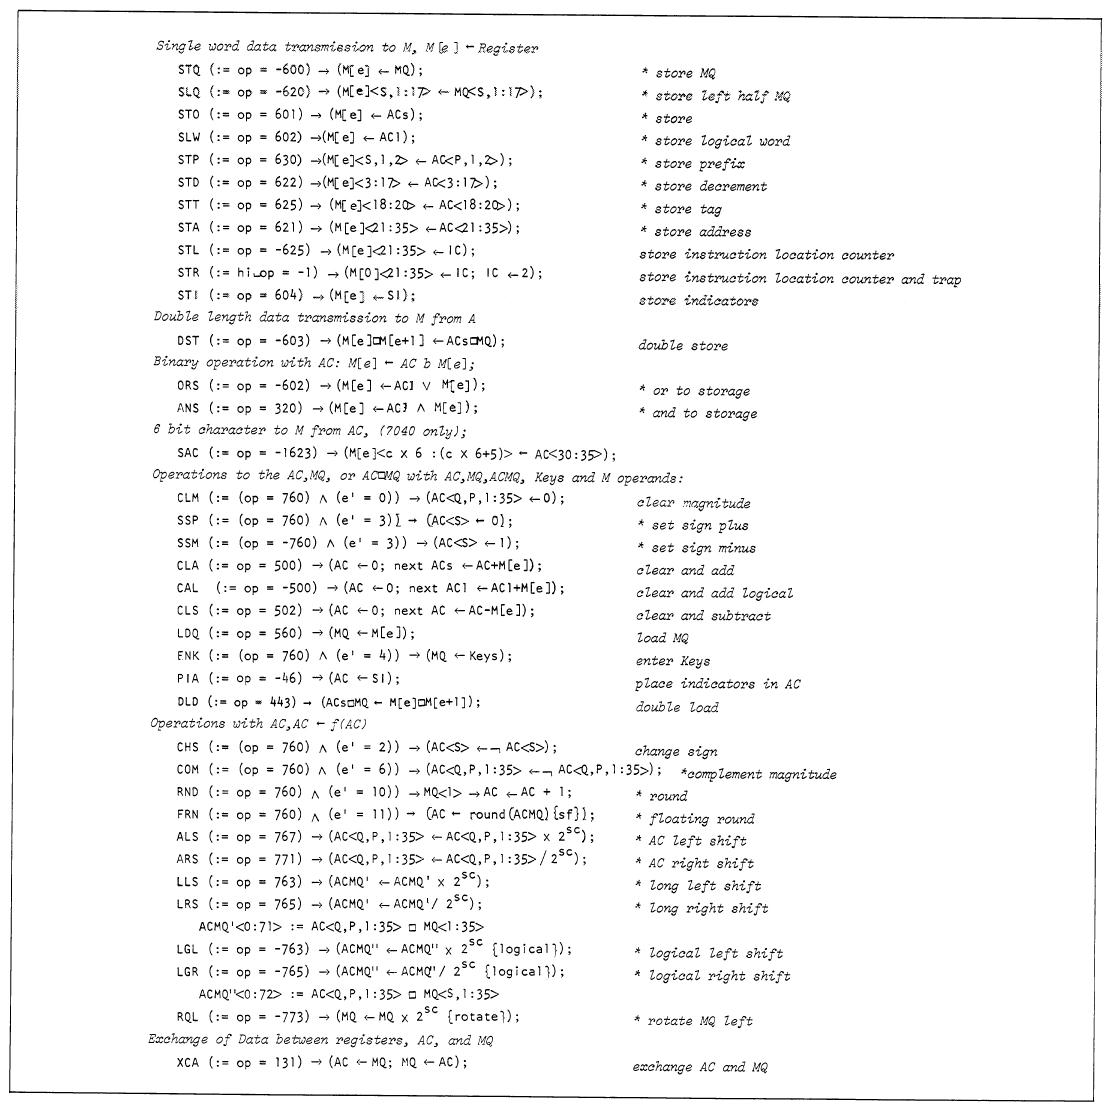 Single word data transmission to M, M[e] ← Register
STQ (:= op = -600) → (M[e] ← MQ); * store MQ
SLQ (:= op = -620) → (M[e]<S,1:17> ← MQ<S,1:17>); * store left half MQ
STO (:= op = 601) → (M[e] ← ACs); * store
SLW (:= op = 602) →(M[e] ← AC1); * store logical word
STP (:= op = 630) →(M[e]<S,1,2> ← AC<P,1,2>); * store prefix
STD (:= op = 622) →(M[e]<3:17> ← AC<3:17>); * store decrement
STT (:= op = 625) → (M[e]<18:20> ← AC<18:20>); * store tag
STA (:= op = 621) → (M[e]<21:35> ←AC<21:35>); * store address
STL (:= op = -625) → (M[e]<21:35> ← IC); store instruction location counter
STR (:= hi⎵op = -1) → (M[0]<21:35> ← IC; IC ← 2); store instruction location counter and trap
STI (:= op = 604) → (M[e] ← SI); store indicators
Double length data transmission to M from A
DST (:= op = -603) → (M[e]□M[e+1] ←ACs□MQ); double store
Binary operation with AC: M[e] ← AC b M[e];
ORS (:= op = -602) → (M[e] ←AC1 ∨ M[e]); * or to storage
ANS (:= op = 320) → (M[e] ←AC1 ∧ M[e]); * and to storage
6 bit character to M from AC, (7040 only);
SAC (:= op = -1623) → (M[e]<c x 6 :(c x 6+5)> ← AC<30:35>);
Operations to the AC,MQ, or AC□MQ with AC,MQ,ACMQ, Keys and M operands:
CLM (:= (op = 760) ∧ (e' = 0)) → (AC<Q,P,1:35> ←0); clear magnitude
SSP (:= (op = 760) ∧ (e' = 3)] → (AC<S> ← 0]; * set sign plus
SSM (:= (op = -760) ∧ (e' = 3)) → (AC<S> ← 1); * set sign minus
CLA (:= op = 500) → (AC ←0; next ACs ←AC+M[e]); clear and add
CAL (:= op = -500) → (AC ←0; next AC1 ←AC1+M[e]); clear and add logical
CLS (:= op = 502) → (AC ←0; next AC ←AC-M[e]); clear and subtract
LDQ (:= op = 560) → (MQ ←M[e]); load MQ
ENK (:= (op = 760) ∧ (e' = 4)) → (MQ ←Keys); enter Keys
PIA (:= op = -46) → (AC ← SI); place indicators in AC
DLD (:= op = 443) → (ACs□MQ ← M[e]□M[e+1]); double load
Operations with AC,AC ← f(AC)
CHS (:= (op = 760) ∧ (e' = 2)) → (AC<S> ←¬ AC<S>); change sign
COM (:= (op = 760) ∧ (e' = 6)) → (AC<Q,P,1:35> ←¬ AC<Q,P,1:35>); *complement magnitude
RND (:= op = 760) ∧ (e' = 10)) →MQ<1> →AC ←AC + 1; * round
FRN (:= op = 760) ∧ (e' = 11)) → (AC ← round(ACMQ){sf}); * floating round
ALS (:= op = 767) → (AC<Q,P,1:35> ←AC<Q,P,1:35> x 2^sc); * AC left shift
ARS (:= op = 771) → (AC<Q,P,1:35> ←AC<Q,P,1:35>/ 2^sc); * AC right shift
LLS (:= op = 763) → (ACMQ' ←ACMQ' x 2^sc); * long left shift
LRS (:= op = 765) → (ACMQ' ←ACMQ'/ 2^sc); * long right shift
ACMQ'<0:71> := AC<Q,P,1:35> □ MQ<1:35>
LGL (:= op = -763) → (ACMQ'' ←ACMQ'' x 2^sc {logical}); * logical left shift
LGR (:= op = -765) → (ACMQ'' ←ACMQ''/ 2^sc {logical}); * logical right shift
ACMQ''<0:72> := AC<Q,P,1:35> □ MQ<S,1:35>
RQL (:= op = -773) → (MQ ←MQ x 2^sc {rotate}); * rotate MQ left
Exchange of Data between registers, AC, and MQ
XCA (:= op = 131) → (AC ←MQ; MQ ←AC); exchange AC and MQ